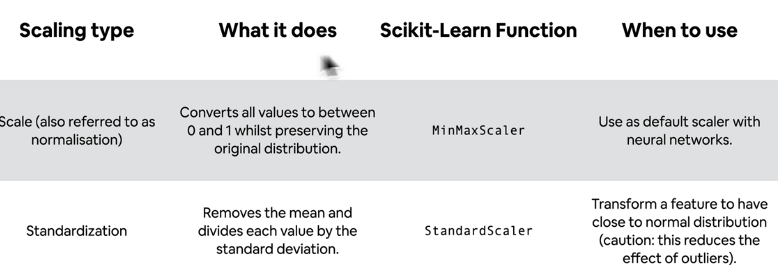 Scaling type
What it does
Scikit-Learn Function
When to use
Scale (also referred to as
normalisation)
Converts all values to between
0 and 1 whilst preserving the
original distribution.
MinMaxScaler
Use as default scaler with
neural networks.
Standardization
Removes the mean and
divides each value by the
standard deviation.
StandardScaler
Transform a feature to have
close to normal distribution
(caution: this reduces the
effect of outliers).